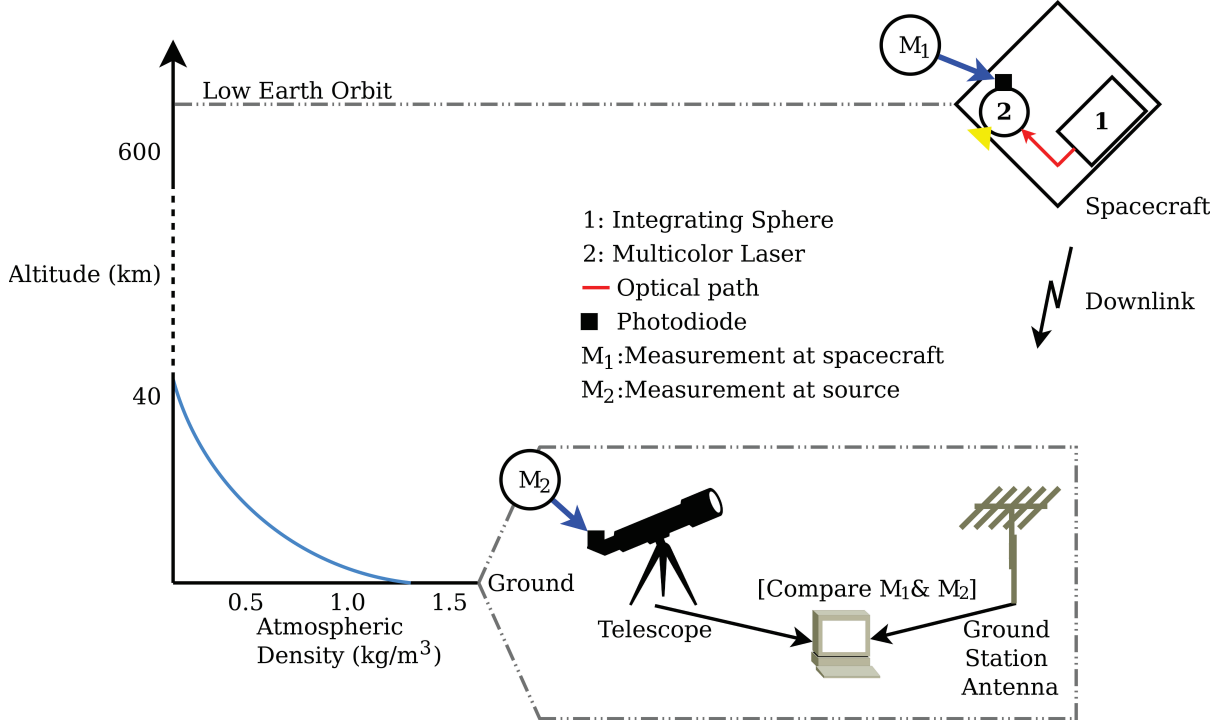 M1
Low Earth Orbit
2
1
600
Spacecraft
1: Integrating Sphere
2: Multicolor Laser
Altitude (km)
Optical path
Downlink
Photodiode
M1:Measurement at spacecraft
40
M2:Measurement at source
M2
Ground
[Compare M1& M2]
0.5 1.0 1.5
Atmospheric
Density (kg/m3)
Telescope
Ground
Station
Antenna